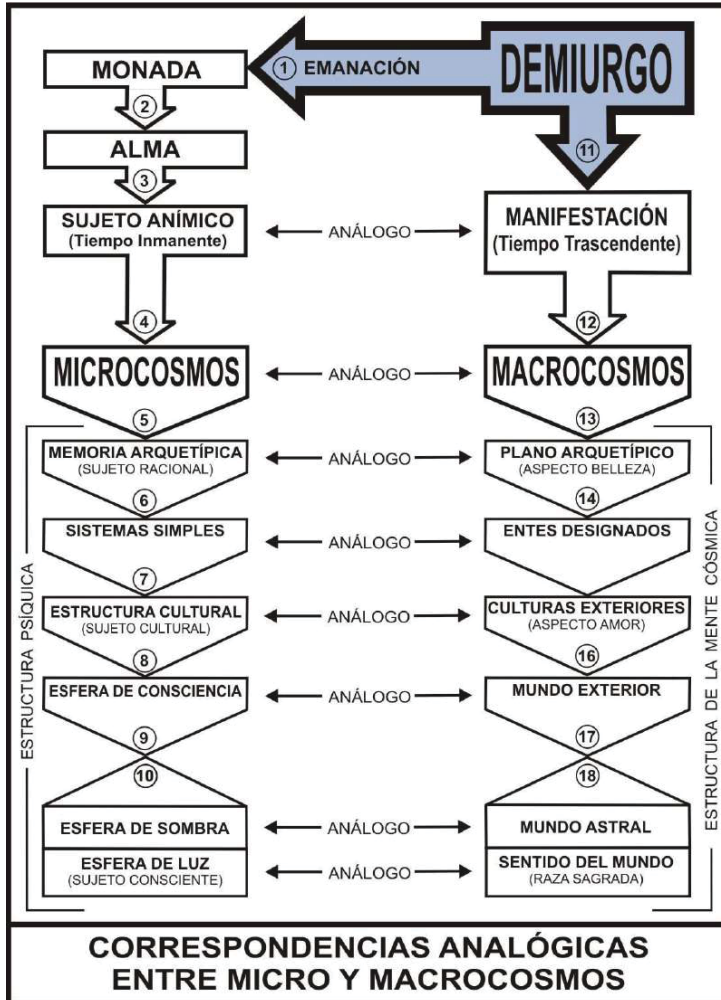 ① EMANACIÓN
DEMIURGO
MONADA
②
⑪
ALMA
③
SUJETO ANÍMICO
(Tiempo Inmanente)
ANÁLOGO
MANIFESTACIÓN
(Tiempo Trascendente)
④
⑫
MICROCOSMOS
ANÁLOGO
MACROCOSMOS
⑤
⑬
MEMORIA ARQUETÍPICA
(SUJETO RACIONAL)
ANÁLOGO
PLANO ARQUETÍPICO
(ASPECTO BELLEZA)
⑥
⑭
SISTEMAS SIMPLES
ANÁLOGO
ENTES DESIGNADOS
⑦
ESTRUCTURA CULTURAL
(SUJETO CULTURAL)
ANÁLOGO
CULTURAS EXTERIORES
(ASPECTO AMOR)
⑧
⑯
ESFERA DE CONSCIENCIA
ANÁLOGO
MUNDO EXTERIOR
⑨
⑰
⑩
⑱
ESFERA DE SOMBRA
ANÁLOGO
MUNDO ASTRAL
ESFERA DE LUZ
(SUJETO CONSCIENTE)
ANÁLOGO
SENTIDO DEL MUNDO
(RAZA SAGRADA)
ESTRUCTURA PSÍQUICA
ESTRUCTURA DE LA MENTE CÓSMICA
CORRESPONDENCIAS ANALÓGICAS
ENTRE MICRO Y MACROCOSMOS